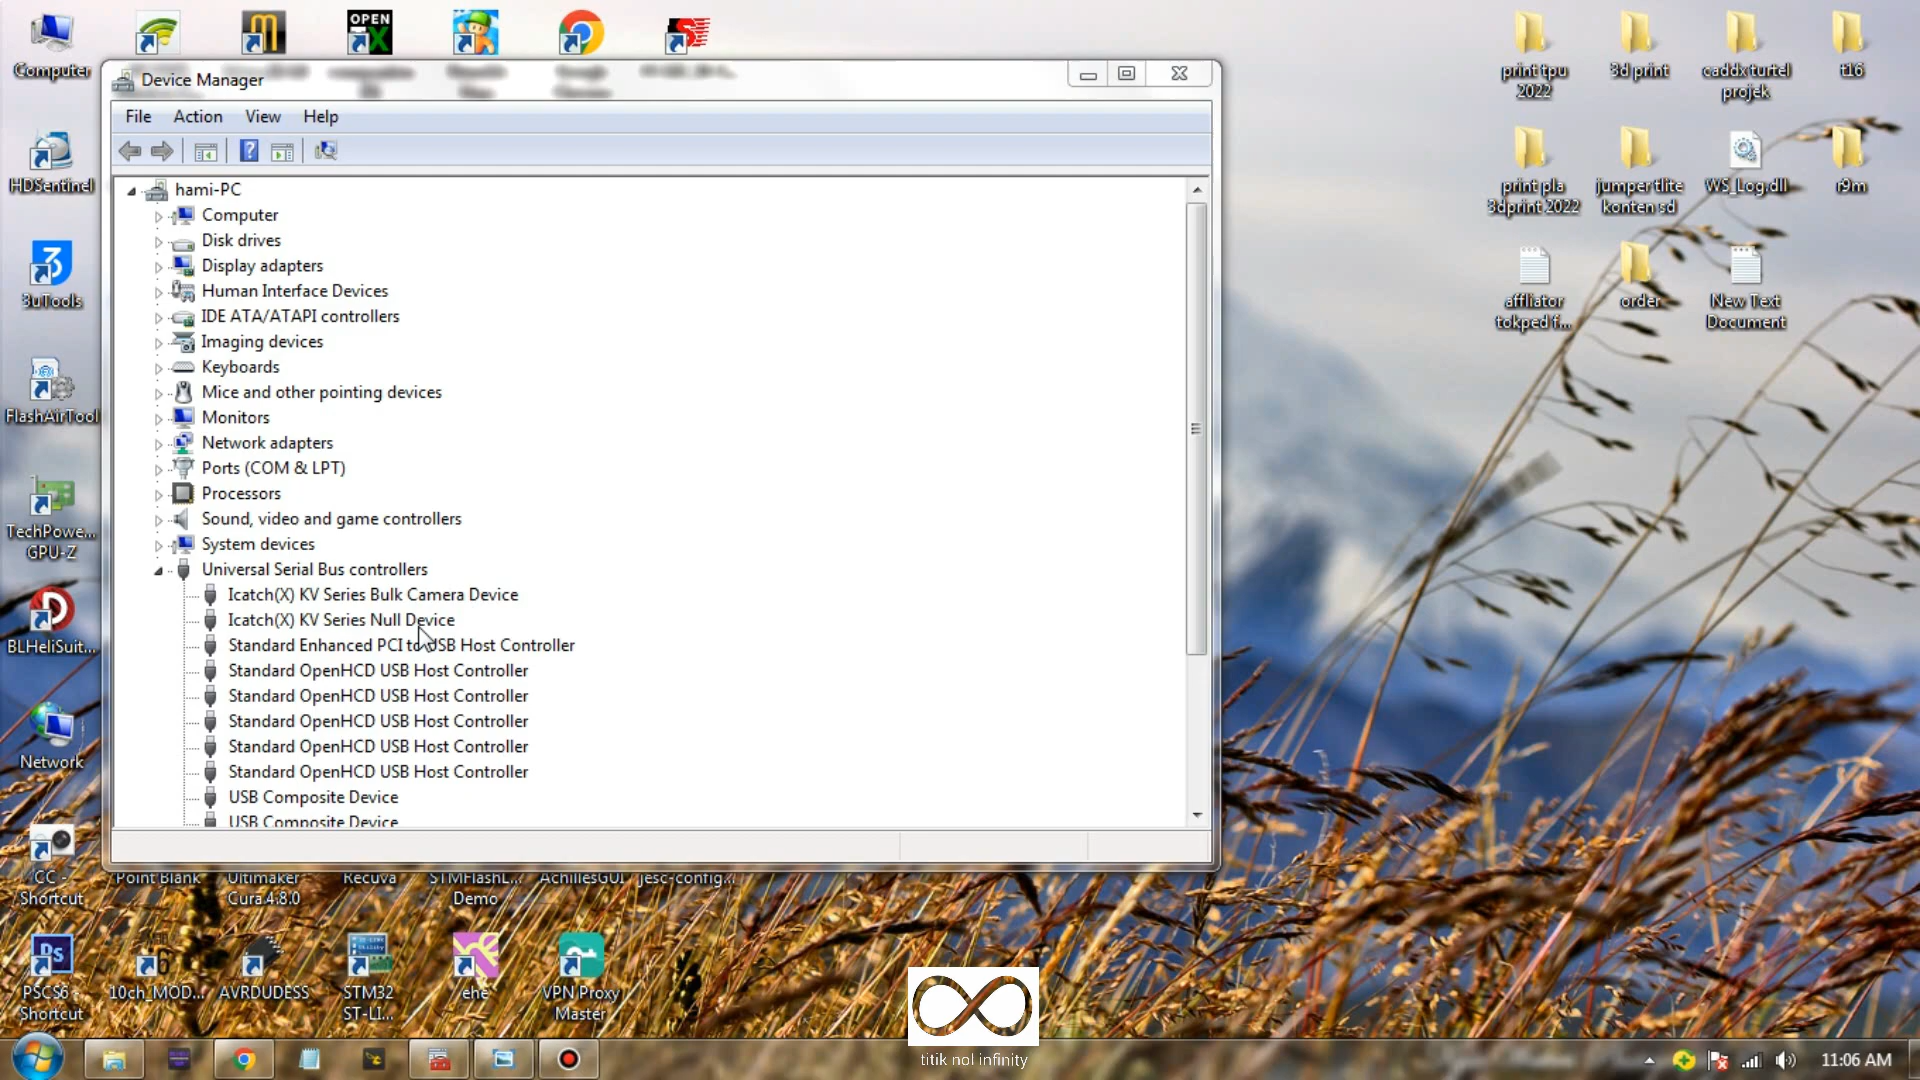 Computer
OPEN
TX
print tpu
2022
3d print
caddx turtel
projek
t16
Device Manager
File Action View Help
HDSentinel
3
3uTools
FlashAirTool
TechPowe...
GPU-Z
BLHeliSuit...
Network
hami-PC
Computer
Disk drives
Display adapters
Human Interface Devices
IDE ATA/ATAPI controllers
Imaging devices
Keyboards
Mice and other pointing devices
Monitors
Network adapters
Ports (COM & LPT)
Processors
Sound, video and game controllers
System devices
Universal Serial Bus controllers
Icatch(X) KV Series Bulk Camera Device
Icatch(X) KV Series Null Device
Standard Enhanced PCI to USB Host Controller
Standard OpenHCD USB Host Controller
Standard OpenHCD USB Host Controller
Standard OpenHCD USB Host Controller
Standard OpenHCD USB Host Controller
Standard OpenHCD USB Host Controller
USB Composite Device
USB Composite Device
print pla
3dprint 2022
jumper tlite
konten sd
WS_Log.dll
r9m
affliator
tokped f...
order
New Text
Document
CC -
Shortcut
Point Blank
Ultimaker
Cura 4.8.0
Recuva
STMFlashL...
Demo
AchillesGUI
jesc-config...
Ps
PSCS6 -
Shortcut
10ch_MOD...
AVRDUDESS
STM32
ST-LI...
ehe
VPN Proxy
Master
titik nol infinity
11:06 AM